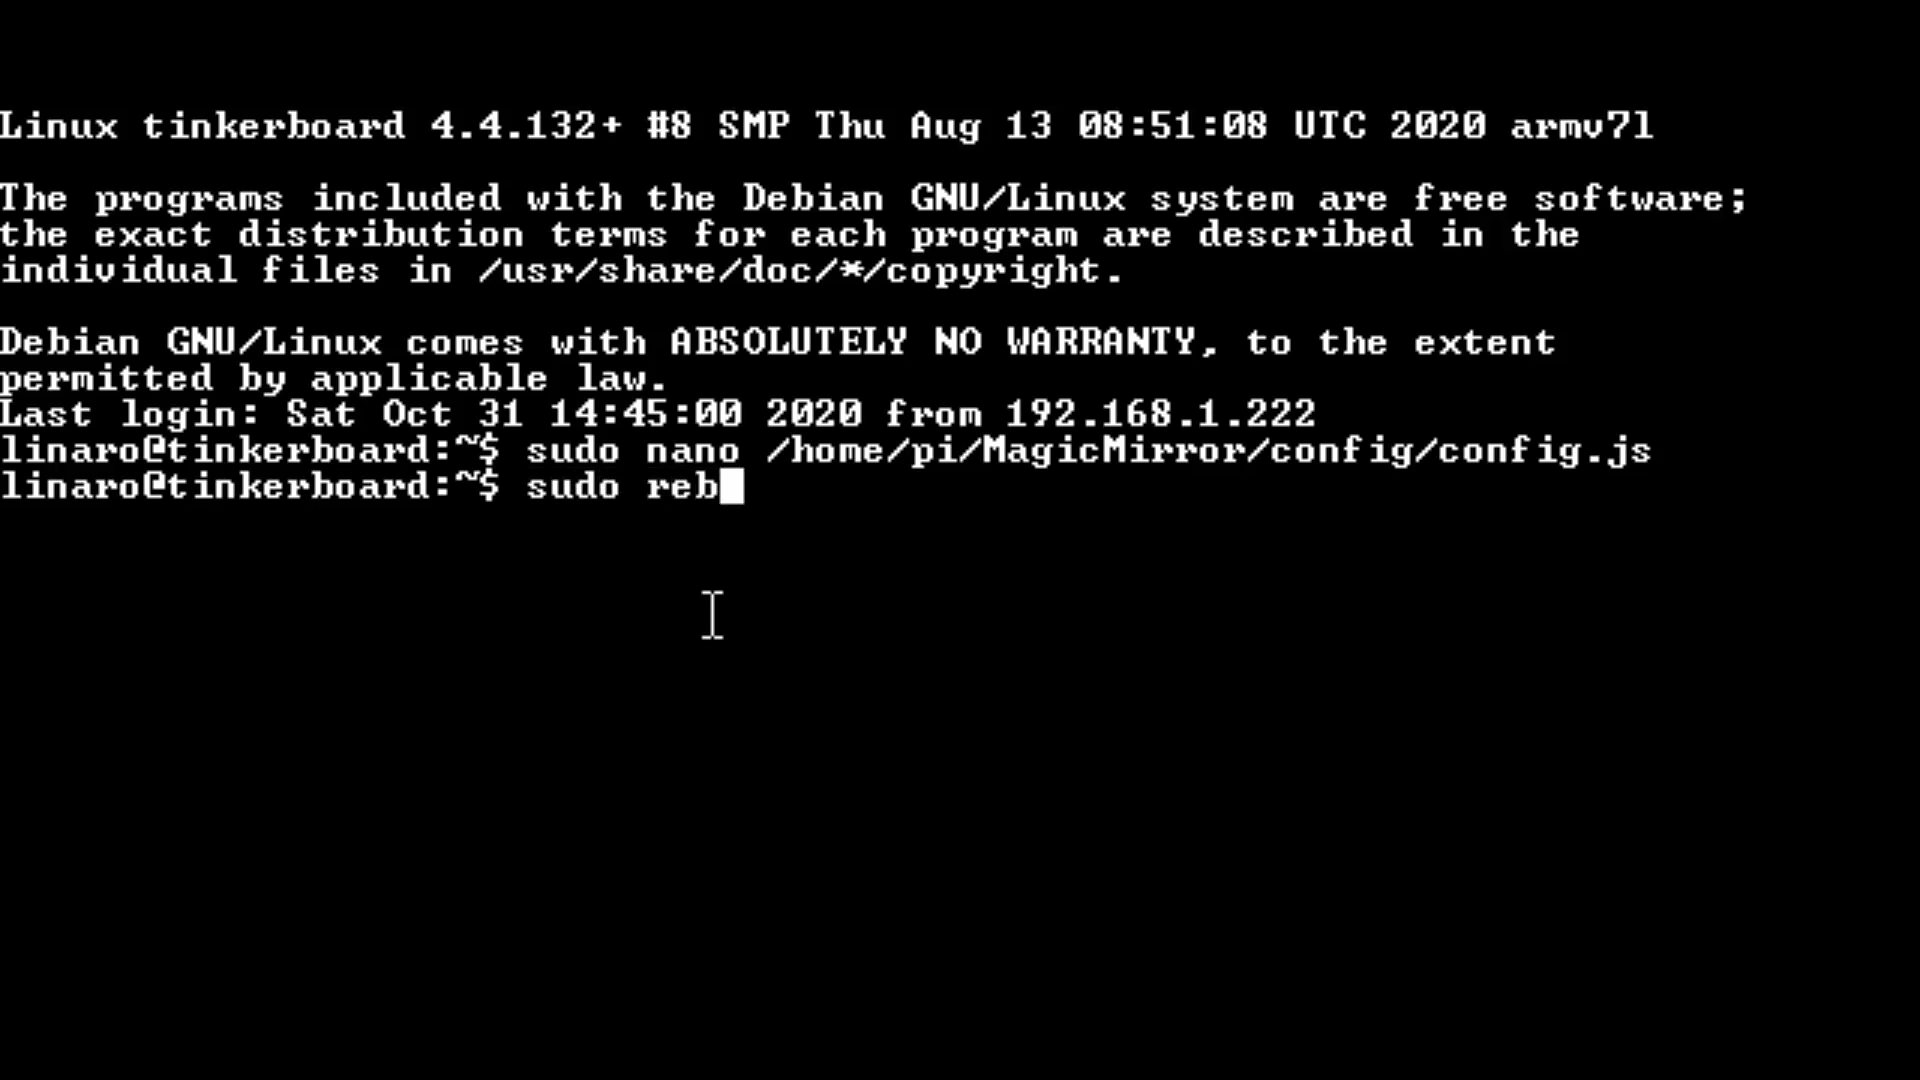 Linux tinkerboard 4.4.132+ #8 SMP Thu Aug 13 08:51:08 UTC 2020 armv7l
The programs included with the Debian GNU/Linux system are free software;
the exact distribution terms for each program are described in the
individual files in /usr/share/doc/*/copyright.
Debian GNU/Linux comes with ABSOLUTELY NO WARRANTY, to the extent
permitted by applicable law.
Last login: Sat Oct 31 14:45:00 2020 from 192.168.1.222
linaro@tinkerboard:~$ sudo nano /home/pi/MagicMirror/config/config.js
linaro@tinkerboard:~$ sudo reb